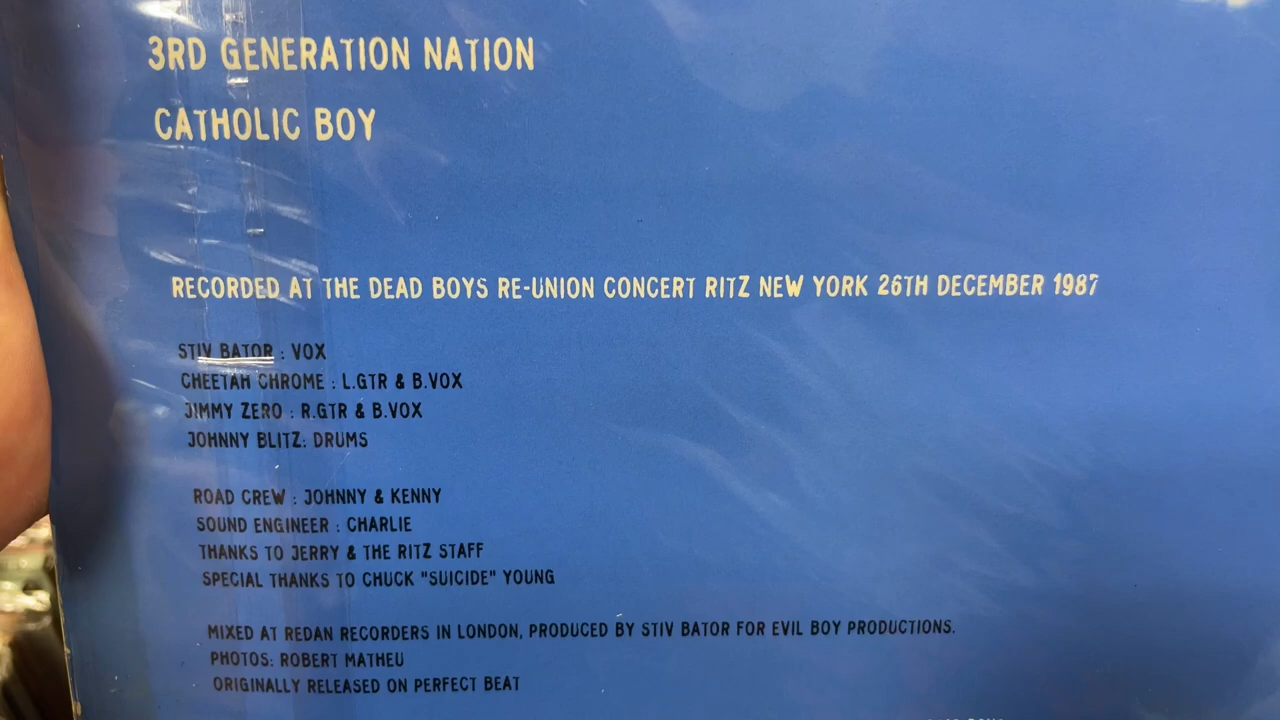 3RD GENERATION NATION
CATHOLIC BOY
RECORDED AT THE DEAD BOYS RE-UNION CONCERT RITZ NEW YORK 26TH DECEMBER 1987
STIV BATOR : VOX
CHEETAH CHROME : L.GTR & B.VOX
JIMMY ZERO : R.GTR & B.VOX
JOHNNY BLITZ: DRUMS
ROAD CREW : JOHNNY & KENNY
SOUND ENGINEER : CHARLIE
THANKS TO JERRY & THE RITZ STAFF
SPECIAL THANKS TO CHUCK "SUICIDE" YOUNG
MIXED AT REDAN RECORDERS IN LONDON, PRODUCED BY STIV BATOR FOR EVIL BOY PRODUCTIONS.
PHOTOS: ROBERT MATHEU
ORIGINALLY RELEASED ON PERFECT BEAT